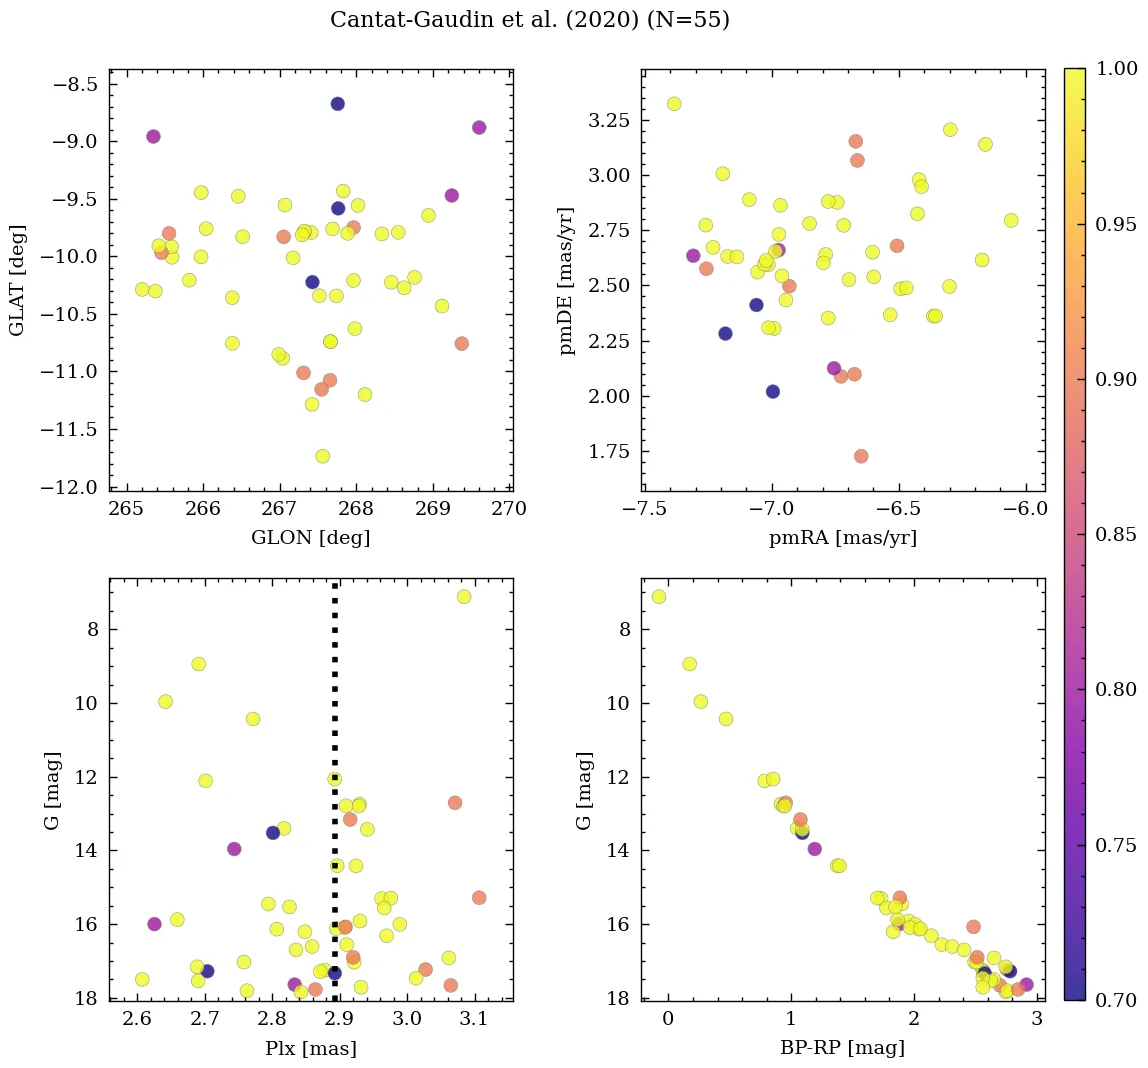 Cantat-Gaudin et al. (2020) (N=55)
−8.5
−9.0
−9.5
−10.0
−10.5
−11.0
−11.5
−12.0
GLAT [deg]
265 266 267 268 269 270
GLON [deg]
3.25
3.00
2.75
2.50
2.25
2.00
1.75
pmDE [mas/yr]
−7.5 −7.0 −6.5 −6.0
pmRA [mas/yr]
8
10
12
14
16
18
G [mag]
2.6 2.7 2.8 2.9 3.0 3.1
Plx [mas]
8
10
12
14
16
18
G [mag]
0 1 2 3
BP-RP [mag]
1.00
0.95
0.90
0.85
0.80
0.75
0.70